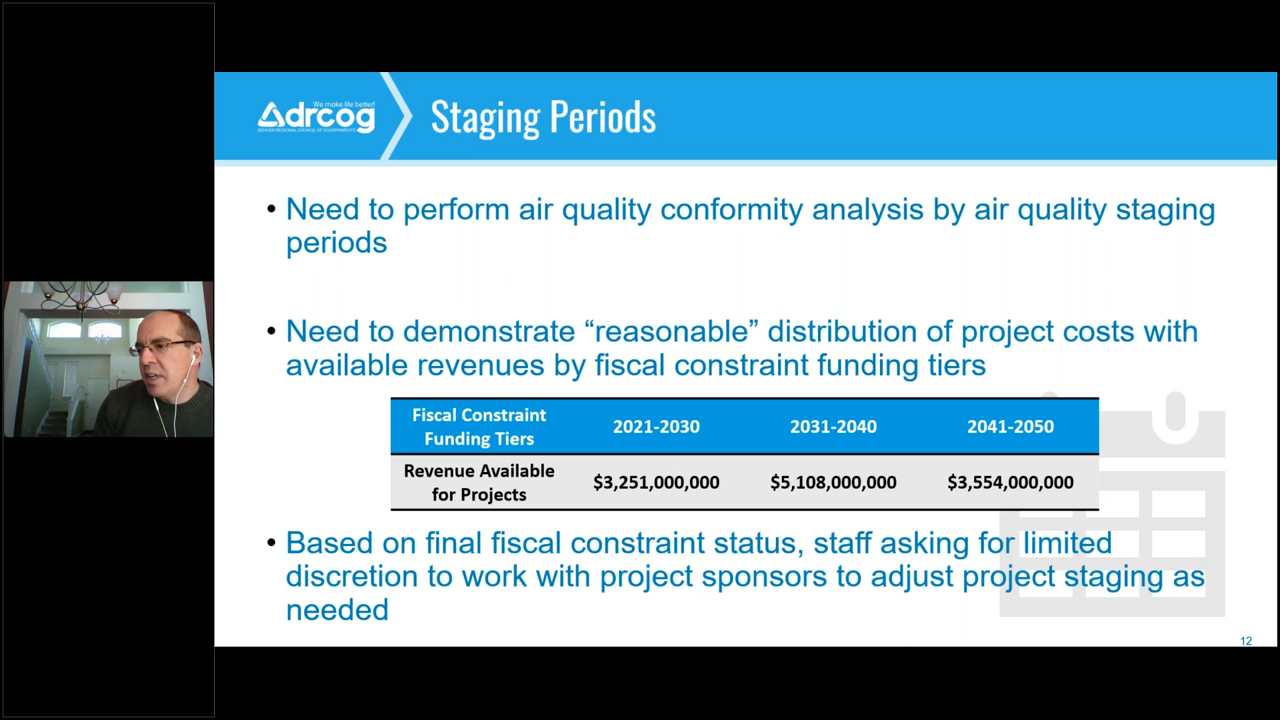 We make life better!
drcog
DENVER REGIONAL COUNCIL OF GOVERNMENTS
Staging Periods
• Need to perform air quality conformity analysis by air quality staging
periods
• Need to demonstrate “reasonable” distribution of project costs with
available revenues by fiscal constraint funding tiers
Fiscal Constraint
Funding Tiers
2021-2030
2031-2040
2041-2050
Revenue Available
for Projects
$3,251,000,000
$5,108,000,000
$3,554,000,000
• Based on final fiscal constraint status, staff asking for limited
discretion to work with project sponsors to adjust project staging as
needed
12